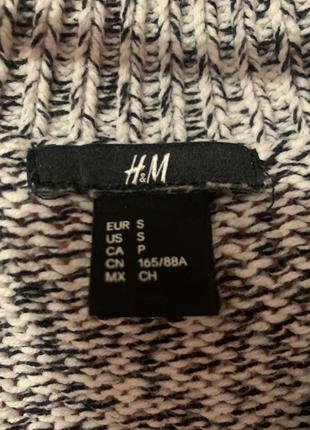 H&M
EUR S
US S
CA P
CN 165/88A
MX CH